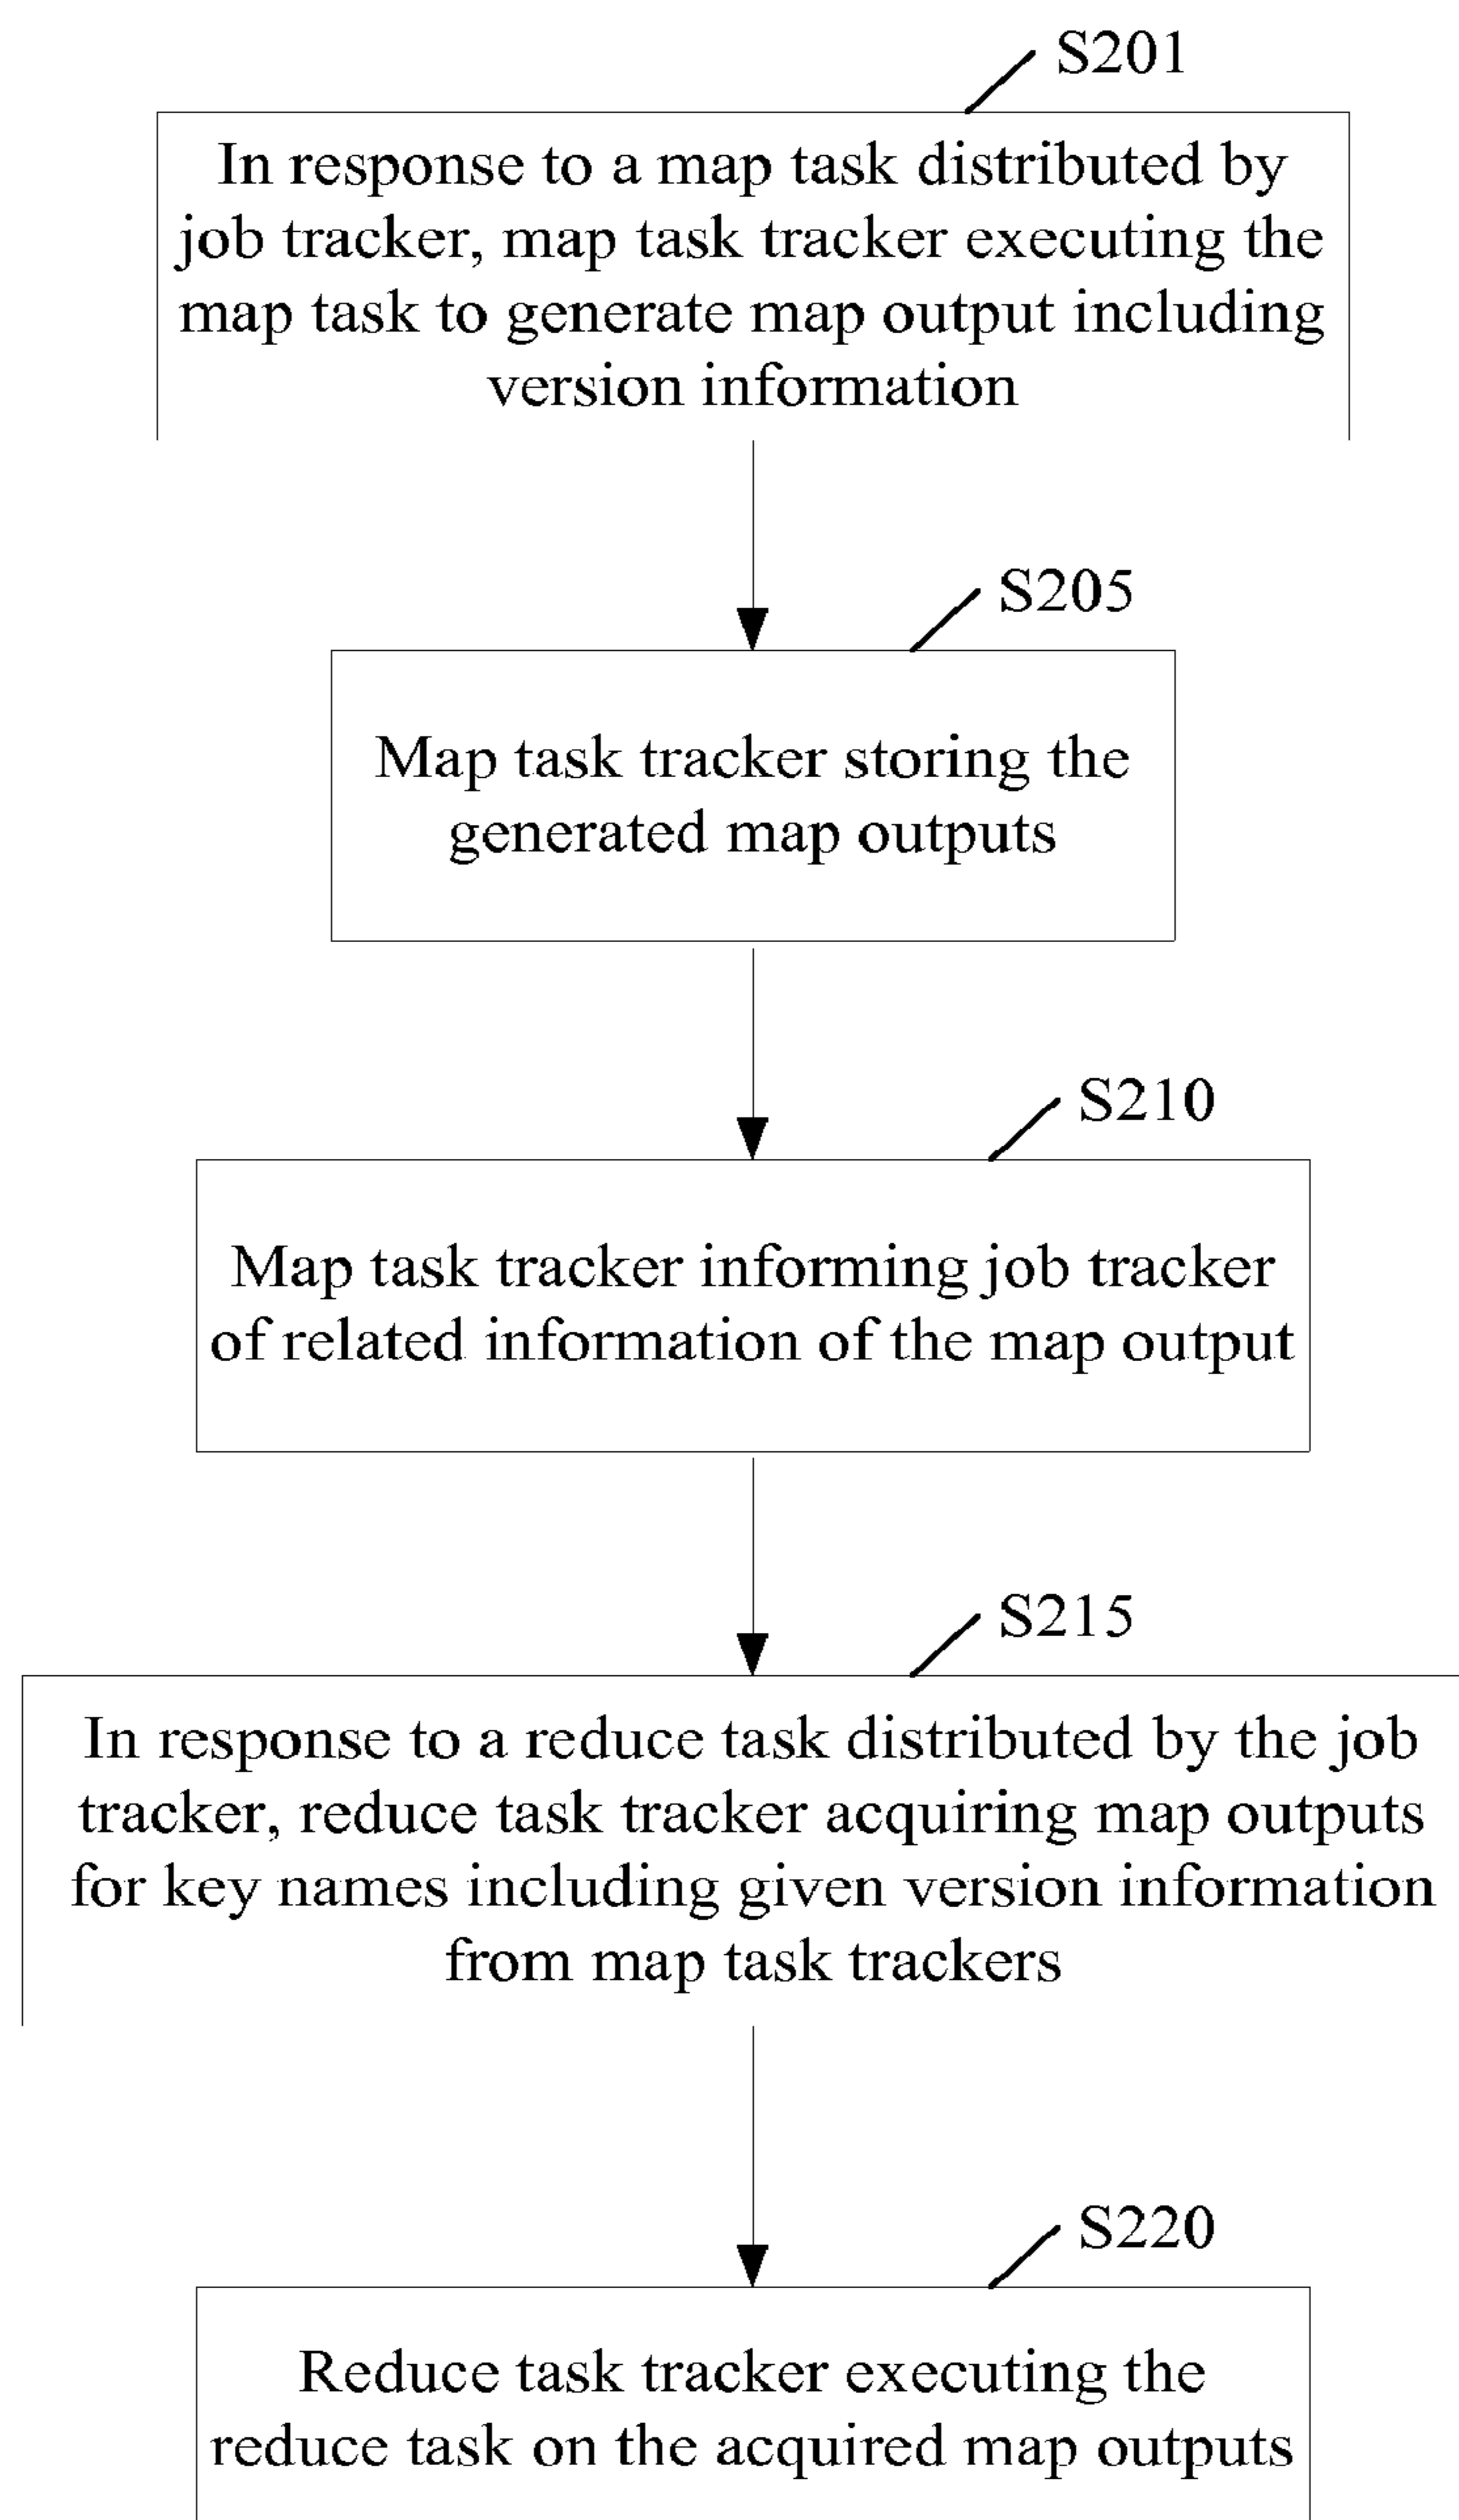 S201
In response to a map task distributed by
job tracker, map task tracker executing the
map task to generate map output including
version information
S205
Map task tracker storing the
generated map outputs
S210
Map task tracker informing job tracker
of related information of the map output
S215
In response to a reduce task distributed by the job
tracker, reduce task tracker acquiring map outputs
for key names including given version information
from map task trackers
S220
Reduce task tracker executing the
reduce task on the acquired map outputs